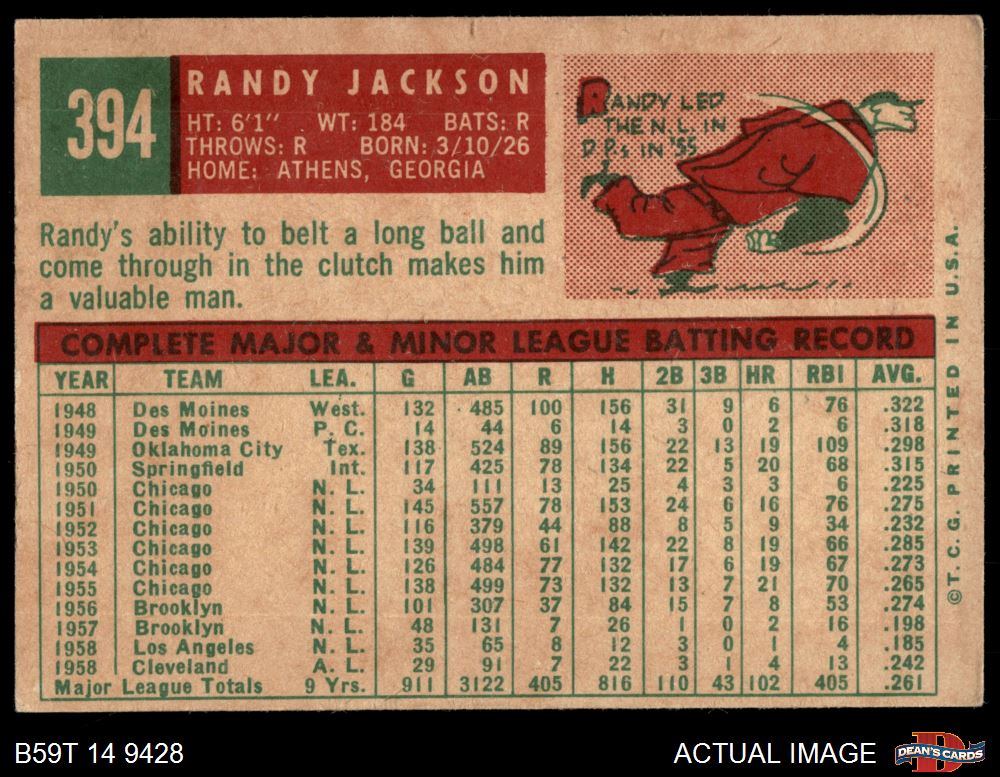 394
RANDY JACKSON
HT: 6'1" WT: 184 BATS: R
THROWS: R BORN: 3/10/26
HOME: ATHENS, GEORGIA
RANDY LED
THE N.L. IN
D.P.s IN '55
Randy's ability to belt a long ball and
come through in the clutch makes him
a valuable man.
COMPLETE MAJOR & MINOR LEAGUE BATTING RECORD
YEAR TEAM LEA. G AB R H 2B 3B HR RBI AVG.
1948 Des Moines West. 132 485 100 156 31 9 6 76 .322
1949 Des Moines P. C. 14 44 6 14 3 0 2 6 .318
1949 Oklahoma City Tex. 138 524 89 156 22 13 19 109 .298
1950 Springfield Int. 117 425 78 134 22 5 20 68 .315
1950 Chicago N. L. 34 111 13 25 4 3 3 6 .225
1951 Chicago N. L. 145 557 78 153 24 6 16 76 .275
1952 Chicago N. L. 116 379 44 88 8 5 9 34 .232
1953 Chicago N. L. 139 498 61 142 22 8 19 66 .285
1954 Chicago N. L. 126 484 77 132 17 6 19 67 .273
1955 Chicago N. L. 138 499 73 132 13 7 21 70 .265
1956 Brooklyn N. L. 101 307 37 84 15 7 8 53 .274
1957 Brooklyn N. L. 48 131 7 26 1 0 2 16 .198
1958 Los Angeles N. L. 35 65 8 12 3 0 1 4 .185
1958 Cleveland A. L. 29 91 7 22 3 1 4 13 .242
Major League Totals 9 Yrs. 911 3122 405 816 110 43 102 405 .261
©T. C. G. PRINTED IN U.S.A.
B59T 14 9428
ACTUAL IMAGE
DEAN'S CARDS